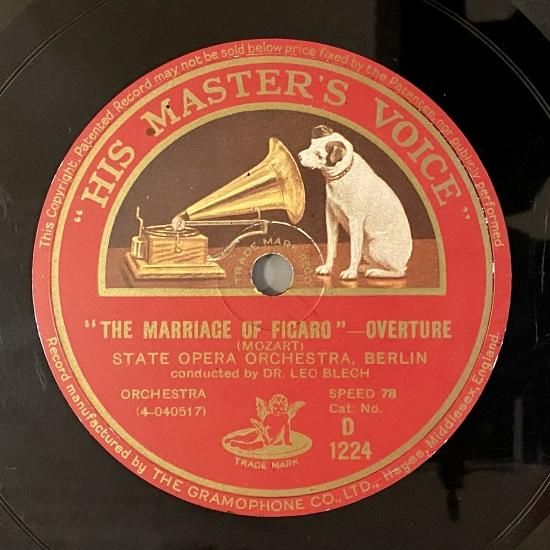 This Copyright, Patented Record may not be sold below price fixed by the Patentee, nor publicly performed
"HIS MASTER'S VOICE"
TRADE MARK REGD
"THE MARRIAGE OF FIGARO"—OVERTURE
(MOZART)
STATE OPERA ORCHESTRA, BERLIN
conducted by DR. LEO BLECH
ORCHESTRA
SPEED 78
(4-040517)
Cat. No.
D
1224
TRADE MARK
Record manufactured by THE GRAMOPHONE CO., LTD., Hayes, Middlesex England.